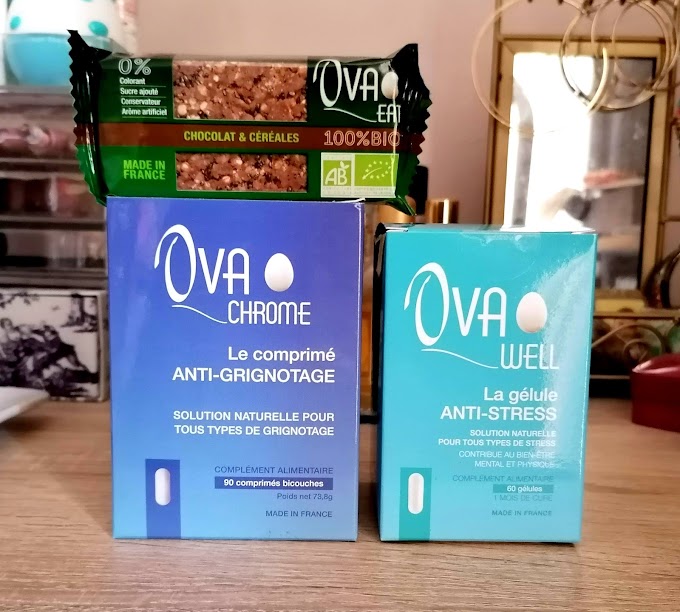 0%
Colorant
Sucre ajouté
Conservateur
Arôme artificiel
OVA
EAT
CHOCOLAT & CÉRÉALES
100%BIO
MADE IN
FRANCE
AB
OVA
CHROME
Le comprimé
ANTI-GRIGNOTAGE
SOLUTION NATURELLE POUR
TOUS TYPES DE GRIGNOTAGE
COMPLÉMENT ALIMENTAIRE
90 comprimés bicouches
Poids net 73,8g
MADE IN FRANCE
OVA
WELL
La gélule
ANTI-STRESS
SOLUTION NATURELLE
POUR TOUS TYPES DE STRESS
CONTRIBUE AU BIEN-ÊTRE
MENTAL ET PHYSIQUE
COMPLÉMENT ALIMENTAIRE
60 gélules
1 MOIS DE CURE
MADE IN FRANCE